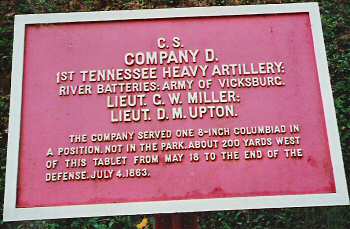 C. S.
COMPANY D.
1ST TENNESSEE HEAVY ARTILLERY;
RIVER BATTERIES: ARMY OF VICKSBURG.
LIEUT. G. W. MILLER:
LIEUT. D. M. UPTON.
THE COMPANY SERVED ONE 8-INCH COLUMBIAD IN
A POSITION, NOT IN THE PARK, ABOUT 200 YARDS WEST
OF THIS TABLET FROM MAY 18 TO THE END OF THE
DEFENSE, JULY 4, 1863.